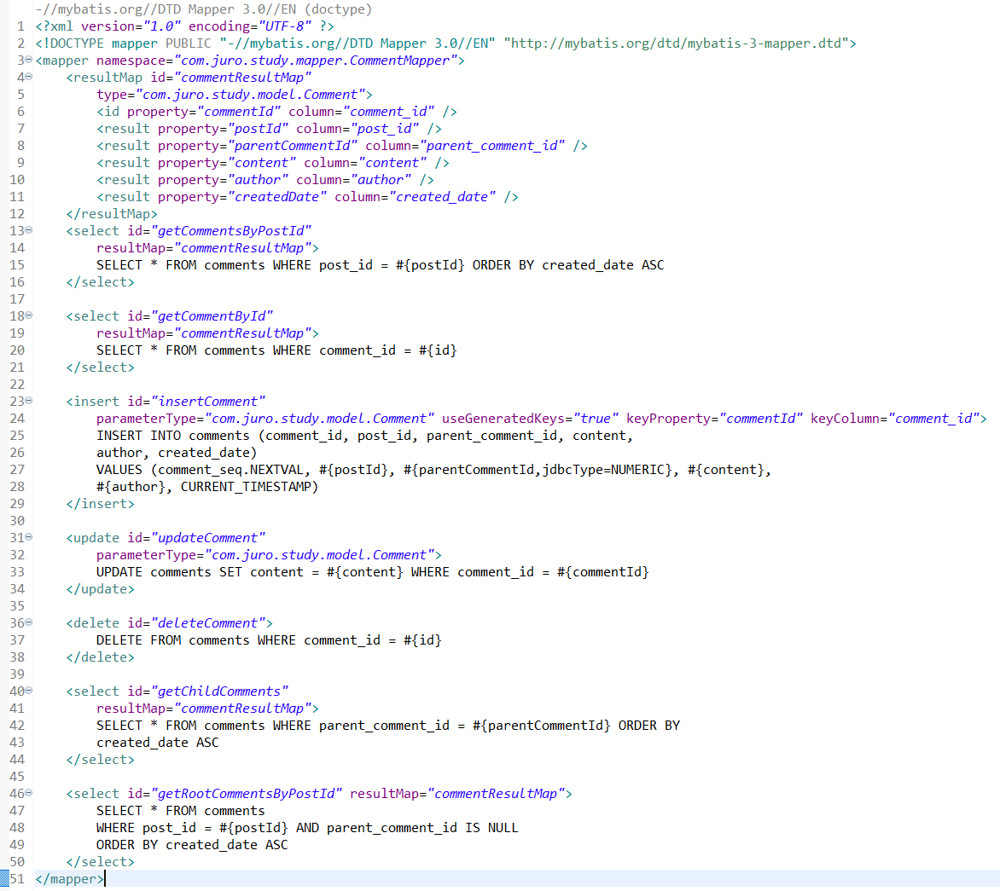 -//mybatis.org//DTD Mapper 3.0//EN (doctype)
1 <?xml version="1.0" encoding="UTF-8" ?>
2 <!DOCTYPE mapper PUBLIC "-//mybatis.org//DTD Mapper 3.0//EN" "http://mybatis.org/dtd/mybatis-3-mapper.dtd">
3 <mapper namespace="com.juro.study.mapper.CommentMapper">
4     <resultMap id="commentResultMap"
5         type="com.juro.study.model.Comment">
6         <id property="commentId" column="comment_id" />
7         <result property="postId" column="post_id" />
8         <result property="parentCommentId" column="parent_comment_id" />
9         <result property="content" column="content" />
10         <result property="author" column="author" />
11         <result property="createdDate" column="created_date" />
12     </resultMap>
13     <select id="getCommentsByPostId"
14         resultMap="commentResultMap">
15         SELECT * FROM comments WHERE post_id = #{postId} ORDER BY created_date ASC
16     </select>
17
18     <select id="getCommentById"
19         resultMap="commentResultMap">
20         SELECT * FROM comments WHERE comment_id = #{id}
21     </select>
22
23     <insert id="insertComment"
24         parameterType="com.juro.study.model.Comment" useGeneratedKeys="true" keyProperty="commentId" keyColumn="comment_id">
25         INSERT INTO comments (comment_id, post_id, parent_comment_id, content,
26         author, created_date)
27         VALUES (comment_seq.NEXTVAL, #{postId}, #{parentCommentId,jdbcType=NUMERIC}, #{content},
28         #{author}, CURRENT_TIMESTAMP)
29     </insert>
30
31     <update id="updateComment"
32         parameterType="com.juro.study.model.Comment">
33         UPDATE comments SET content = #{content} WHERE comment_id = #{commentId}
34     </update>
35
36     <delete id="deleteComment">
37         DELETE FROM comments WHERE comment_id = #{id}
38     </delete>
39
40     <select id="getChildComments"
41         resultMap="commentResultMap">
42         SELECT * FROM comments WHERE parent_comment_id = #{parentCommentId} ORDER BY
43         created_date ASC
44     </select>
45
46     <select id="getRootCommentsByPostId" resultMap="commentResultMap">
47         SELECT * FROM comments
48         WHERE post_id = #{postId} AND parent_comment_id IS NULL
49         ORDER BY created_date ASC
50     </select>
51 </mapper>